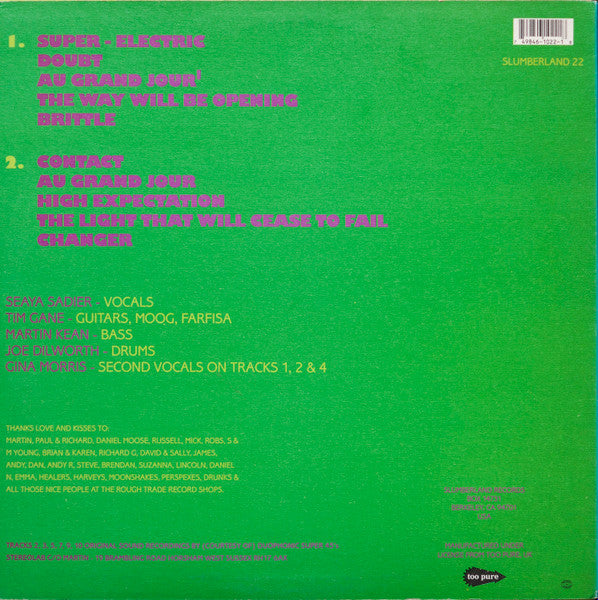 7 49846-1022-1 8
SLUMBERLAND 22
1. SUPER - ELECTRIC
DOUBT
AU GRAND JOUR'
THE WAY WILL BE OPENING
BRITTLE
2. CONTACT
AU GRAND JOUR
HIGH EXPECTATION
THE LIGHT THAT WILL CEASE TO FAIL
CHANGER
SEAYA SADIER - VOCALS
TIM GANE - GUITARS, MOOG, FARFISA
MARTIN KEAN - BASS
JOE DILWORTH - DRUMS
GINA MORRIS - SECOND VOCALS ON TRACKS 1, 2 & 4
THANKS LOVE AND KISSES TO:
MARTIN, PAUL & RICHARD, DANIEL MOOSE, RUSSELL, MICK, ROBS, S &
M YOUNG, BRIAN & KAREN, RICHARD G, DAVID & SALLY, JAMES,
ANDY, DAN, ANDY R, STEVE, BRENDAN, SUZANNA, LINCOLN, DANIEL
N, EMMA, HEALERS, HARVEYS, MOONSHAKES, PERSPEXES, DRUNKS &
ALL THOSE NICE PEOPLE AT THE ROUGH TRADE RECORD SHOPS.
too pure